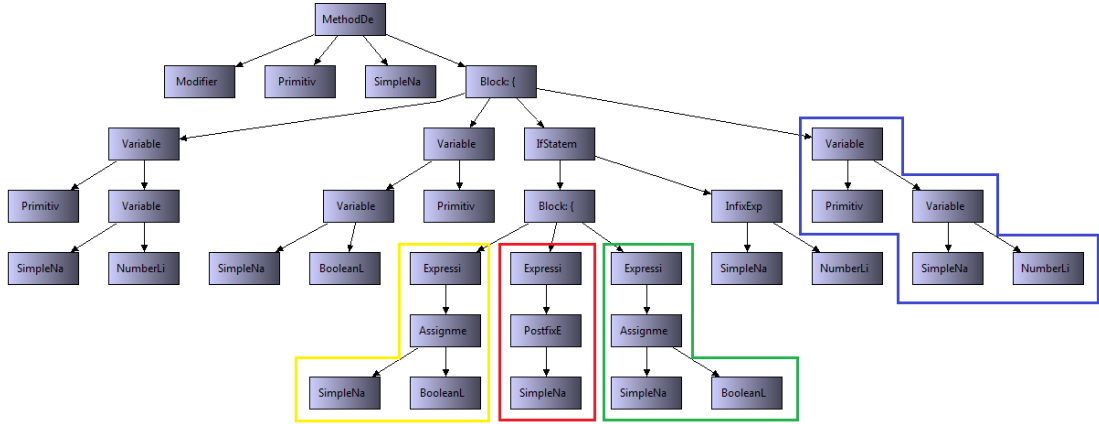 MethodDe
Modifier Primitiv SimpleNa Block: {
Variable Variable IfStatem Variable
Primitiv Variable Variable Primitiv Block: { InfixExp Primitiv Variable
SimpleNa NumberLi SimpleNa BooleanL Expressi Expressi Expressi SimpleNa NumberLi SimpleNa NumberLi
Assignme PostfixE Assignme
SimpleNa BooleanL SimpleNa SimpleNa BooleanL